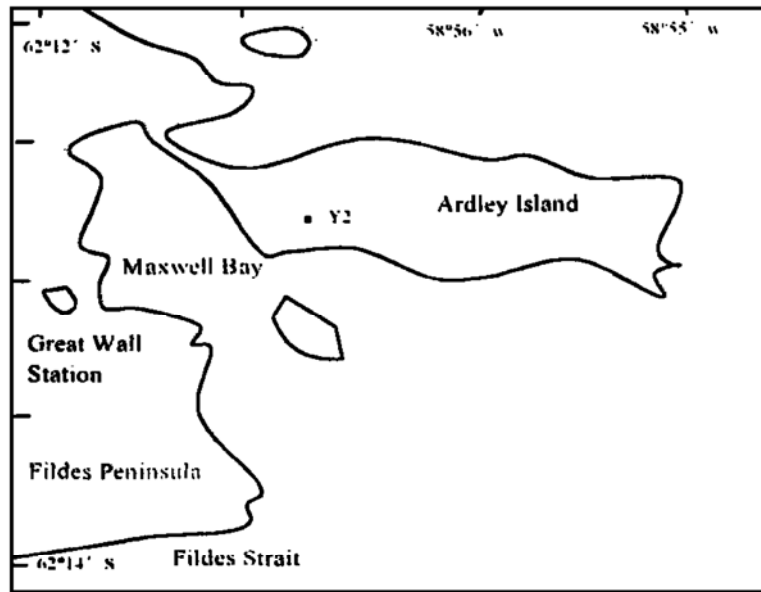 62°12′ S
58°56′ W
58°55′ W
Ardley Island
Y2
Maxwell Bay
Great Wall
Station
Fildes Peninsula
Fildes Strait
62°14′ S